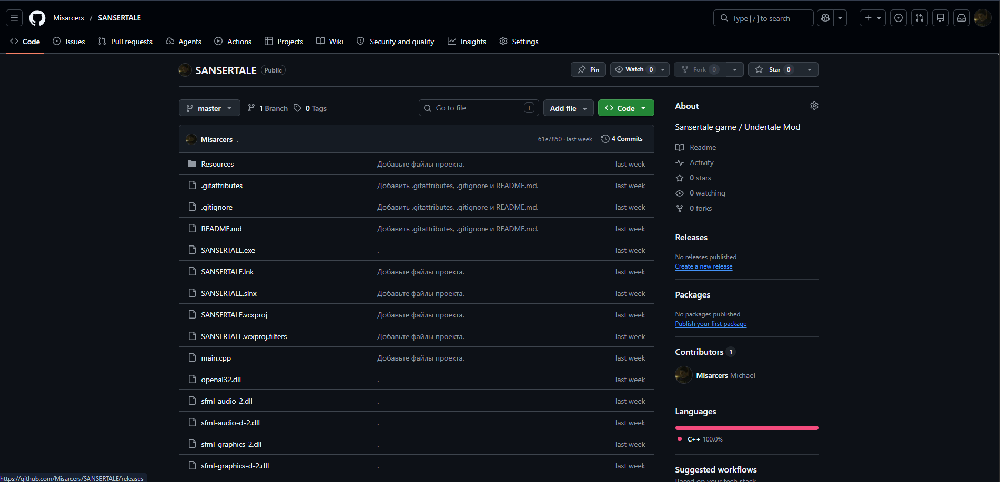 Misarcers / SANSERTALE
Type / to search
Code Issues Pull requests Agents Actions Projects Wiki Security and quality Insights Settings
SANSERTALE Public
Pin Watch 0 Fork 0 Star 0
master 1 Branch 0 Tags Go to file T Add file Code
Misarcers . 61e7850 · last week 4 Commits
Resources Добавьте файлы проекта. last week
.gitattributes Добавить .gitattributes, .gitignore и README.md. last week
.gitignore Добавить .gitattributes, .gitignore и README.md. last week
README.md Добавить .gitattributes, .gitignore и README.md. last week
SANSERTALE.exe . last week
SANSERTALE.lnk Добавьте файлы проекта. last week
SANSERTALE.slnx Добавьте файлы проекта. last week
SANSERTALE.vcxproj Добавьте файлы проекта. last week
SANSERTALE.vcxproj.filters Добавьте файлы проекта. last week
main.cpp Добавьте файлы проекта. last week
openal32.dll . last week
sfml-audio-2.dll . last week
sfml-audio-d-2.dll . last week
sfml-graphics-2.dll . last week
sfml-graphics-d-2.dll . last week
About
Sansertale game / Undertale Mod
Readme
Activity
0 stars
0 watching
0 forks
Releases
No releases published
Create a new release
Packages
No packages published
Publish your first package
Contributors 1
Misarcers Michael
Languages
C++ 100.0%
Suggested workflows
Based on your tech stack
https://github.com/Misarcers/SANSERTALE/releases